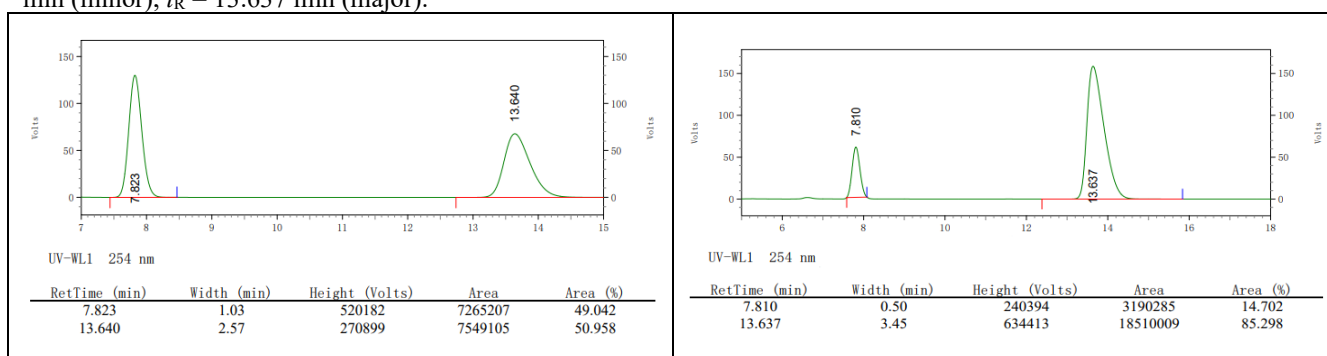 min (minor), tR = 13.637 min (major).
150
100
50
0
Volts
7.823
13.640
150
100
50
0
Volts
7 8 9 10 11 12 13 14 15
UV-WL1 254 nm
RetTime (min) Width (min) Height (Volts) Area Area (%)
7.823 1.03 520182 7265207 49.042
13.640 2.57 270899 7549105 50.958
150
100
50
0
Volts
7.810
13.637
150
100
50
0
Volts
6 8 10 12 14 16 18
UV-WL1 254 nm
RetTime (min) Width (min) Height (Volts) Area Area (%)
7.810 0.50 240394 3190285 14.702
13.637 3.45 634413 18510009 85.298